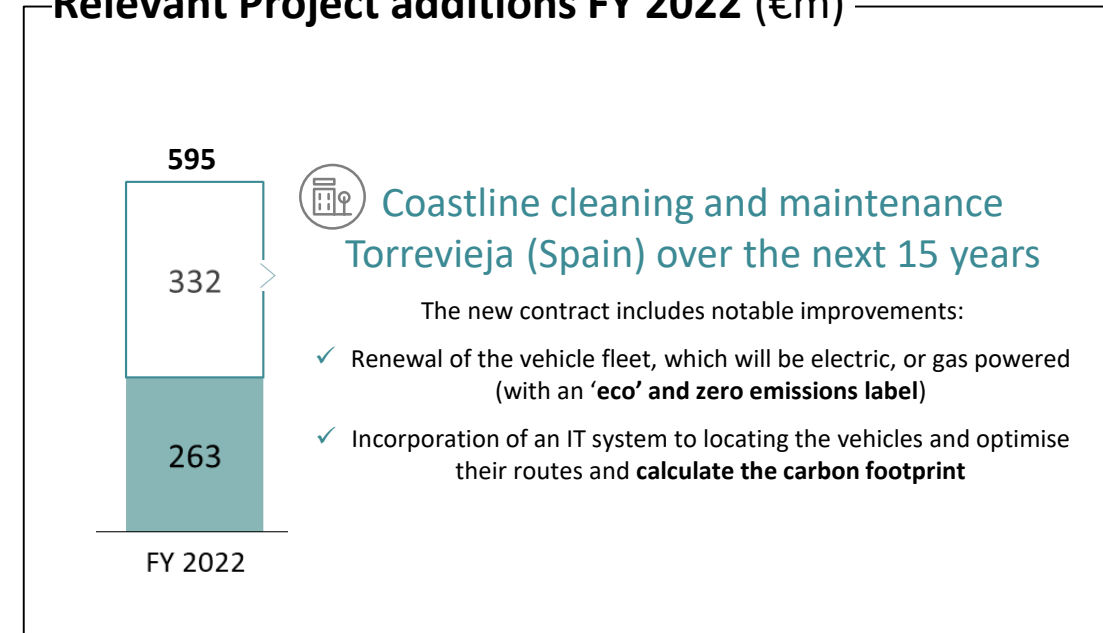 Relevant Project additions FY 2022 (€m)
595
332
263
FY 2022
Coastline cleaning and maintenance
Torrevieja (Spain) over the next 15 years
The new contract includes notable improvements:
✓ Renewal of the vehicle fleet, which will be electric, or gas powered
(with an ‘eco’ and zero emissions label)
✓ Incorporation of an IT system to locating the vehicles and optimise
their routes and calculate the carbon footprint